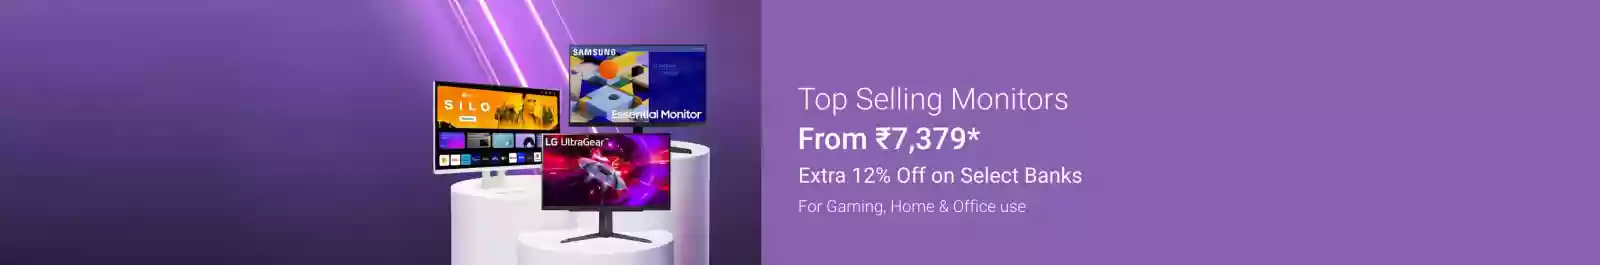 SAMSUNG
Essential Monitor
SILO
LG UltraGear
Top Selling Monitors
From ₹7,379*
Extra 12% Off on Select Banks
For Gaming, Home & Office use